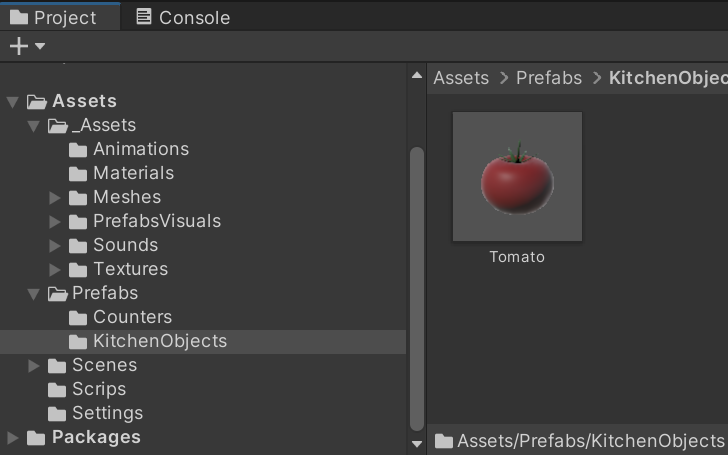 Project
Console
Assets
_Assets
Animations
Materials
Meshes
PrefabsVisuals
Sounds
Textures
Prefabs
Counters
KitchenObjects
Scenes
Scrips
Settings
Packages
Assets > Prefabs > KitchenObjec
Tomato
Assets/Prefabs/KitchenObjects